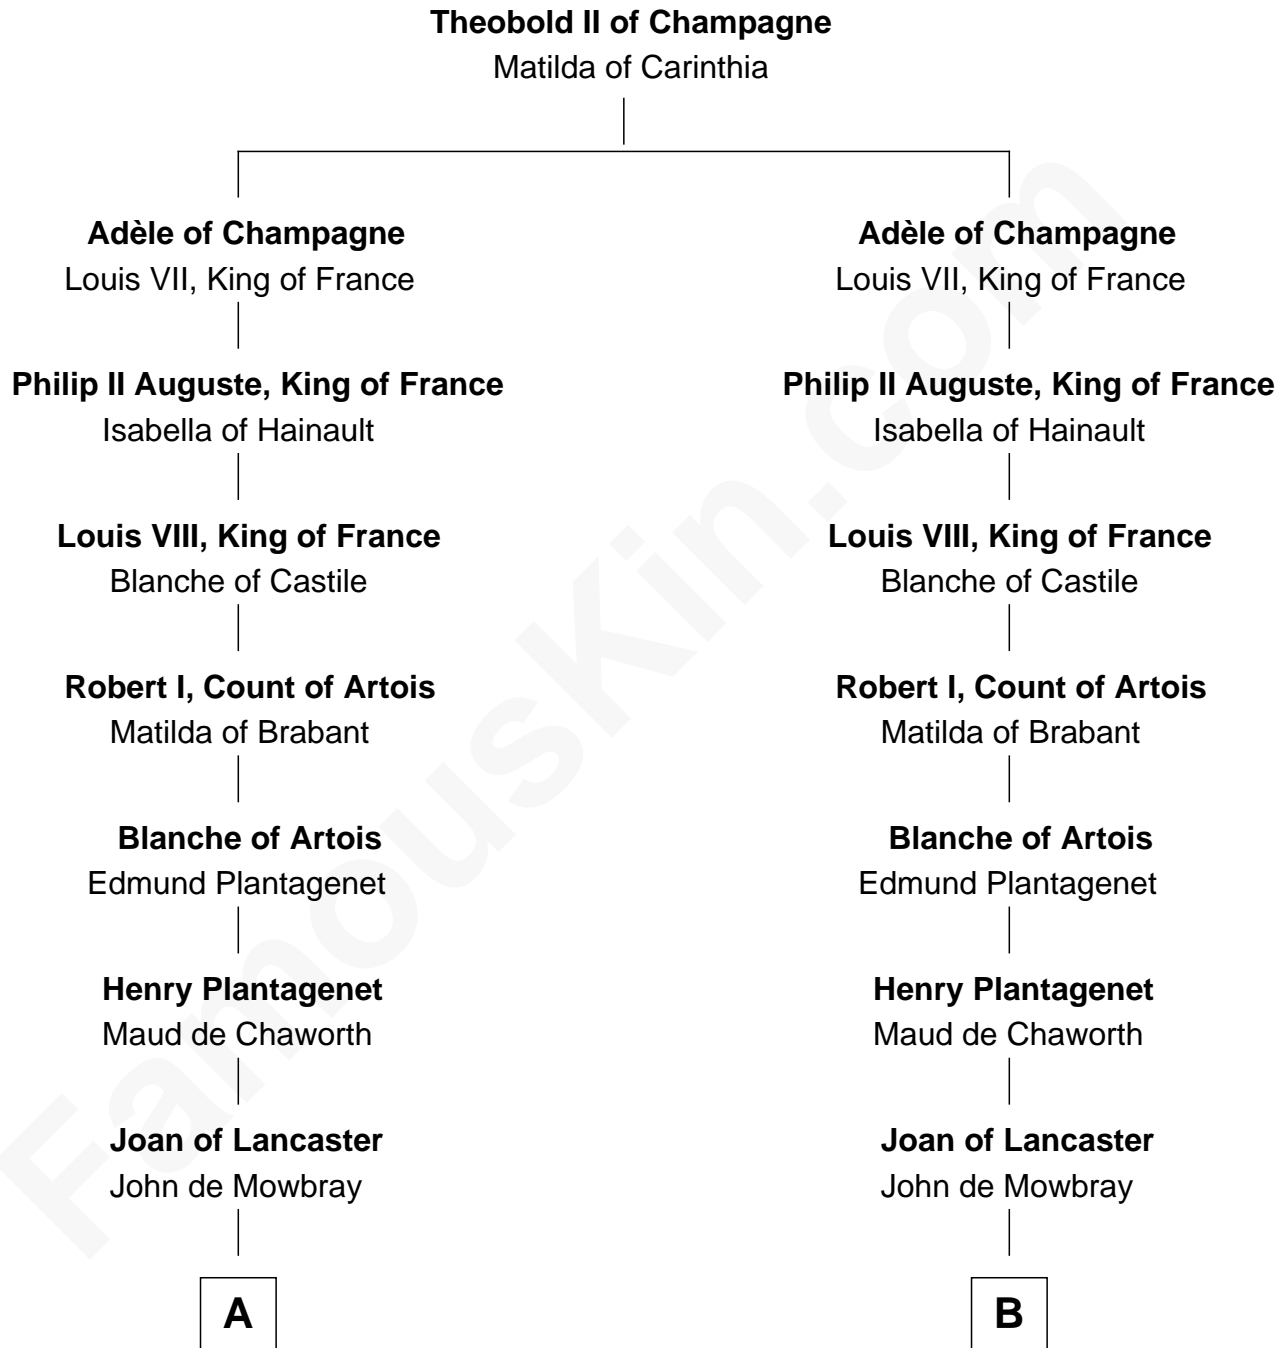 Theobold II of Champagne
Matilda of Carinthia
Adèle of Champagne
Louis VII, King of France
Philip II Auguste, King of France
Isabella of Hainault
Louis VIII, King of France
Blanche of Castile
Robert I, Count of Artois
Matilda of Brabant
Blanche of Artois
Edmund Plantagenet
Henry Plantagenet
Maud de Chaworth
Joan of Lancaster
John de Mowbray
A
Adèle of Champagne
Louis VII, King of France
Philip II Auguste, King of France
Isabella of Hainault
Louis VIII, King of France
Blanche of Castile
Robert I, Count of Artois
Matilda of Brabant
Blanche of Artois
Edmund Plantagenet
Henry Plantagenet
Maud de Chaworth
Joan of Lancaster
John de Mowbray
B
FamousKin.com